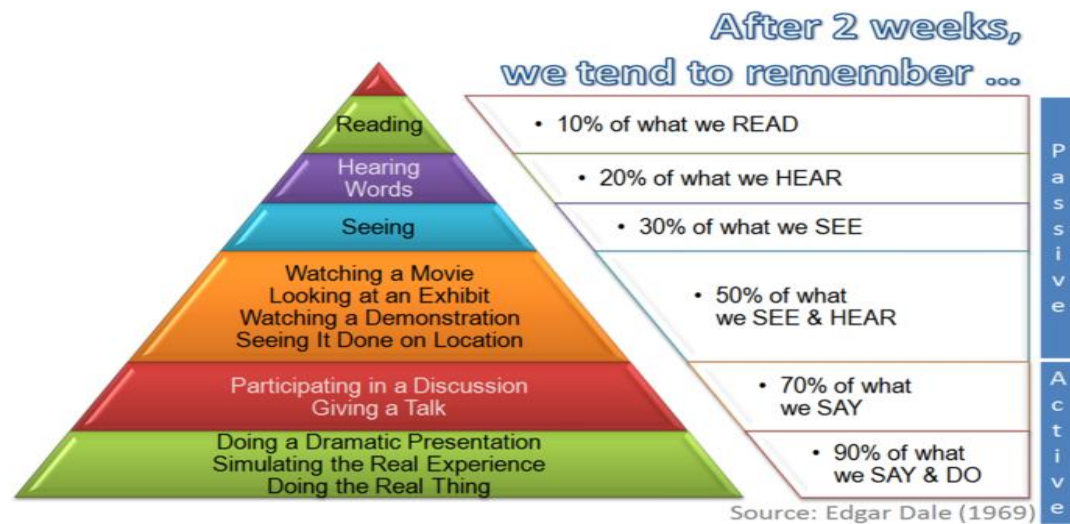 After 2 weeks,
we tend to remember ...
Reading
• 10% of what we READ
Hearing
Words
• 20% of what we HEAR
Seeing
• 30% of what we SEE
Watching a Movie
Looking at an Exhibit
Watching a Demonstration
Seeing It Done on Location
• 50% of what
we SEE & HEAR
Passive
Participating in a Discussion
Giving a Talk
• 70% of what
we SAY
Doing a Dramatic Presentation
Simulating the Real Experience
Doing the Real Thing
• 90% of what
we SAY & DO
Active
Source: Edgar Dale (1969)